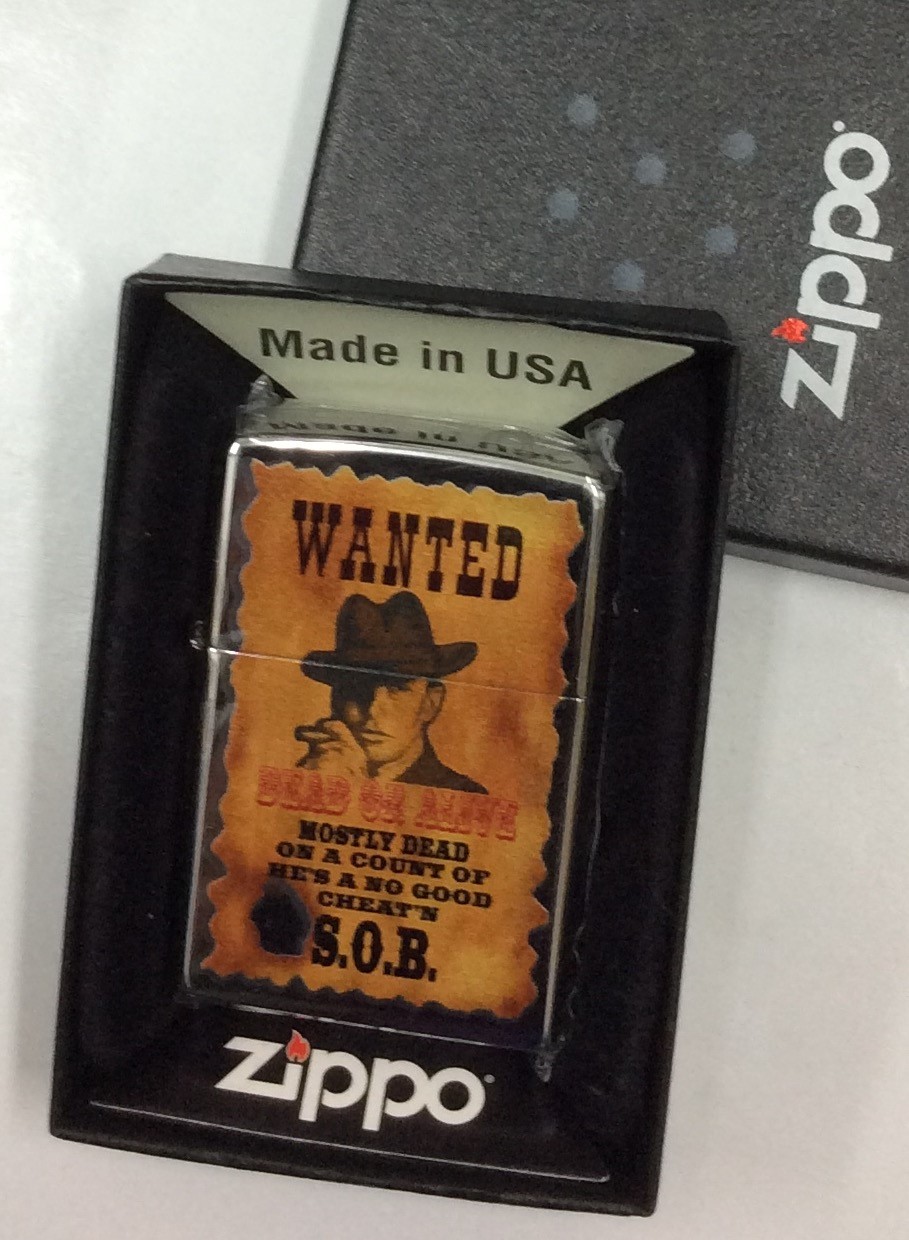 zippo
Made in USA
WANTED
DEAD OR ALIVE
MOSTLY DEAD
ON A COUNT OF
HE'S A NO GOOD
CHEAT'N
S.O.B.
zippo